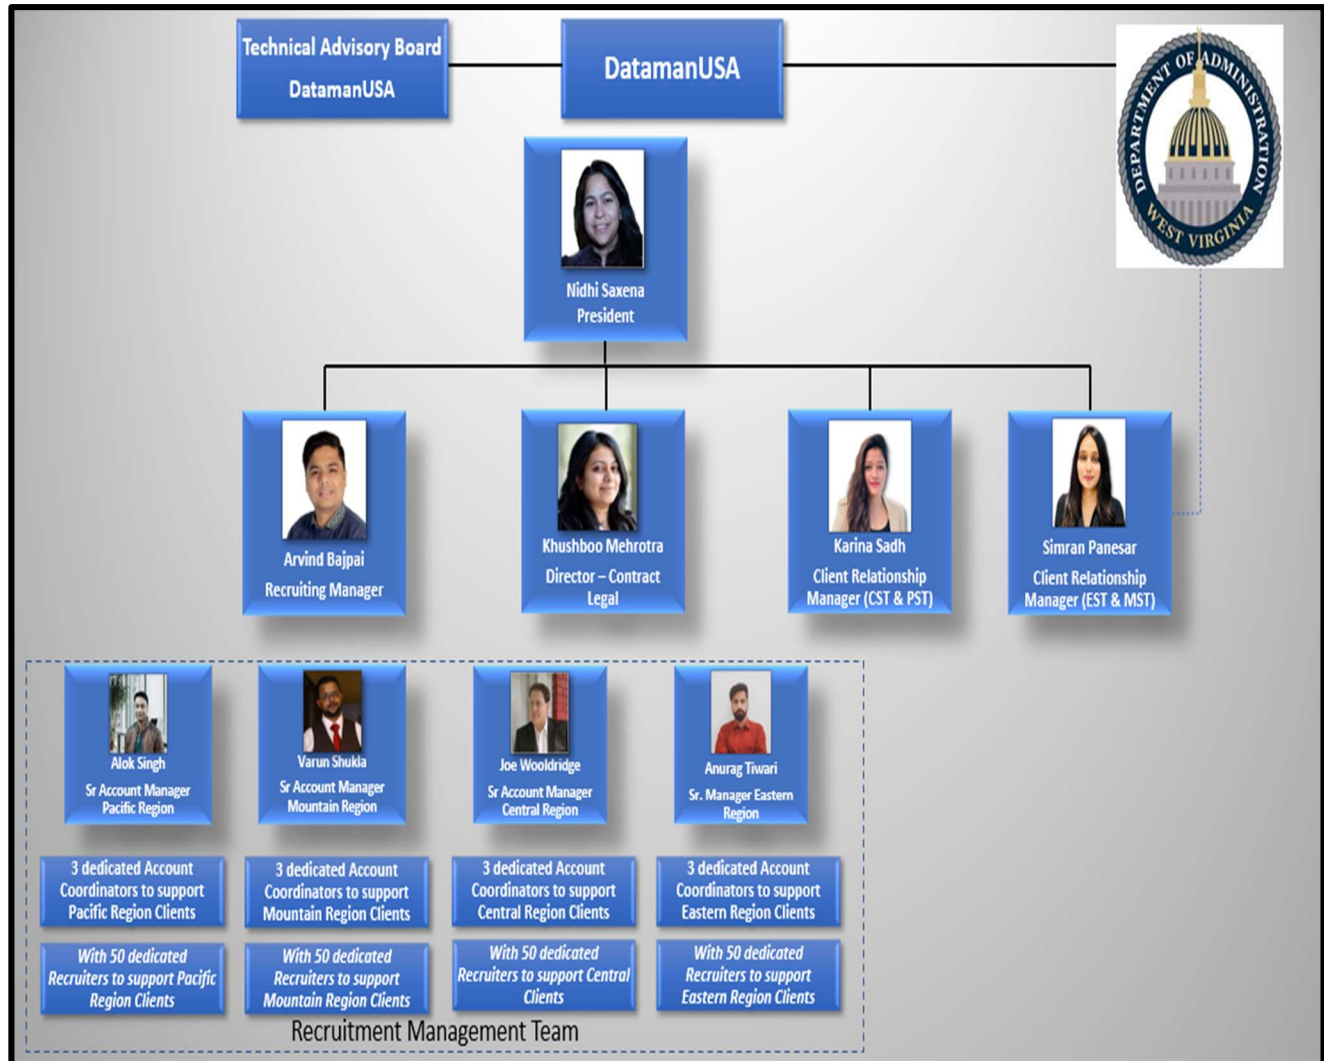 Technical Advisory Board
DatamanUSA
DatamanUSA
DEPARTMENT OF ADMINISTRATION
WEST VIRGINIA
Nidhi Saxena
President
Arvind Bajpai
Recruiting Manager
Khushboo Mehrotra
Director – Contract
Legal
Karina Sadh
Client Relationship
Manager (CST & PST)
Simran Panesar
Client Relationship
Manager (EST & MST)
Alok Singh
Sr Account Manager
Pacific Region
Varun Shukla
Sr Account Manager
Mountain Region
Joe Wooldridge
Sr Account Manager
Central Region
Anurag Tiwari
Sr. Manager Eastern
Region
3 dedicated Account
Coordinators to support
Pacific Region Clients
3 dedicated Account
Coordinators to support
Mountain Region Clients
3 dedicated Account
Coordinators to support
Central Region Clients
3 dedicated Account
Coordinators to support
Eastern Region Clients
With 50 dedicated
Recruiters to support Pacific
Region Clients
With 50 dedicated
Recruiters to support
Mountain Region Clients
With 50 dedicated
Recruiters to support Central
Clients
With 50 dedicated
Recruiters to support
Eastern Region Clients
Recruitment Management Team